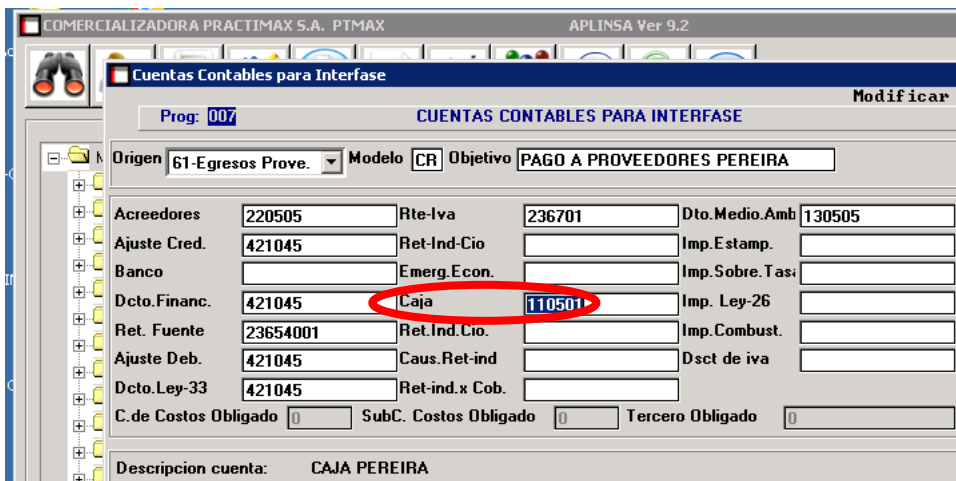 COMERCIALIZADORA PRACTIMAX S.A. PTMAX APLINSA Ver 9.2
Cuentas Contables para Interfase
Modificar
Prog: 007 CUENTAS CONTABLES PARA INTERFASE
Origen 61-Egresos Prove. Modelo CR Objetivo PAGO A PROVEEDORES PEREIRA
Acreedores 220505 Rte-Iva 236701 Dto.Medio.Amb 130505
Ajuste Cred. 421045 Ret-Ind-Cio Imp.Estamp.
Banco Emerg.Econ. Imp.Sobre.Tas
Dcto.Financ. 421045 Caja 110501 Imp. Ley-26
Ret. Fuente 23654001 Ret.Ind.Cio. Imp.Combust.
Ajuste Deb. 421045 Caus.Ret-ind Dsct de iva
Dcto.Ley-33 421045 Ret-ind.x Cob.
C.de Costos Obligado 0 SubC. Costos Obligado 0 Tercero Obligado 0
Descripcion cuenta: CAJA PEREIRA